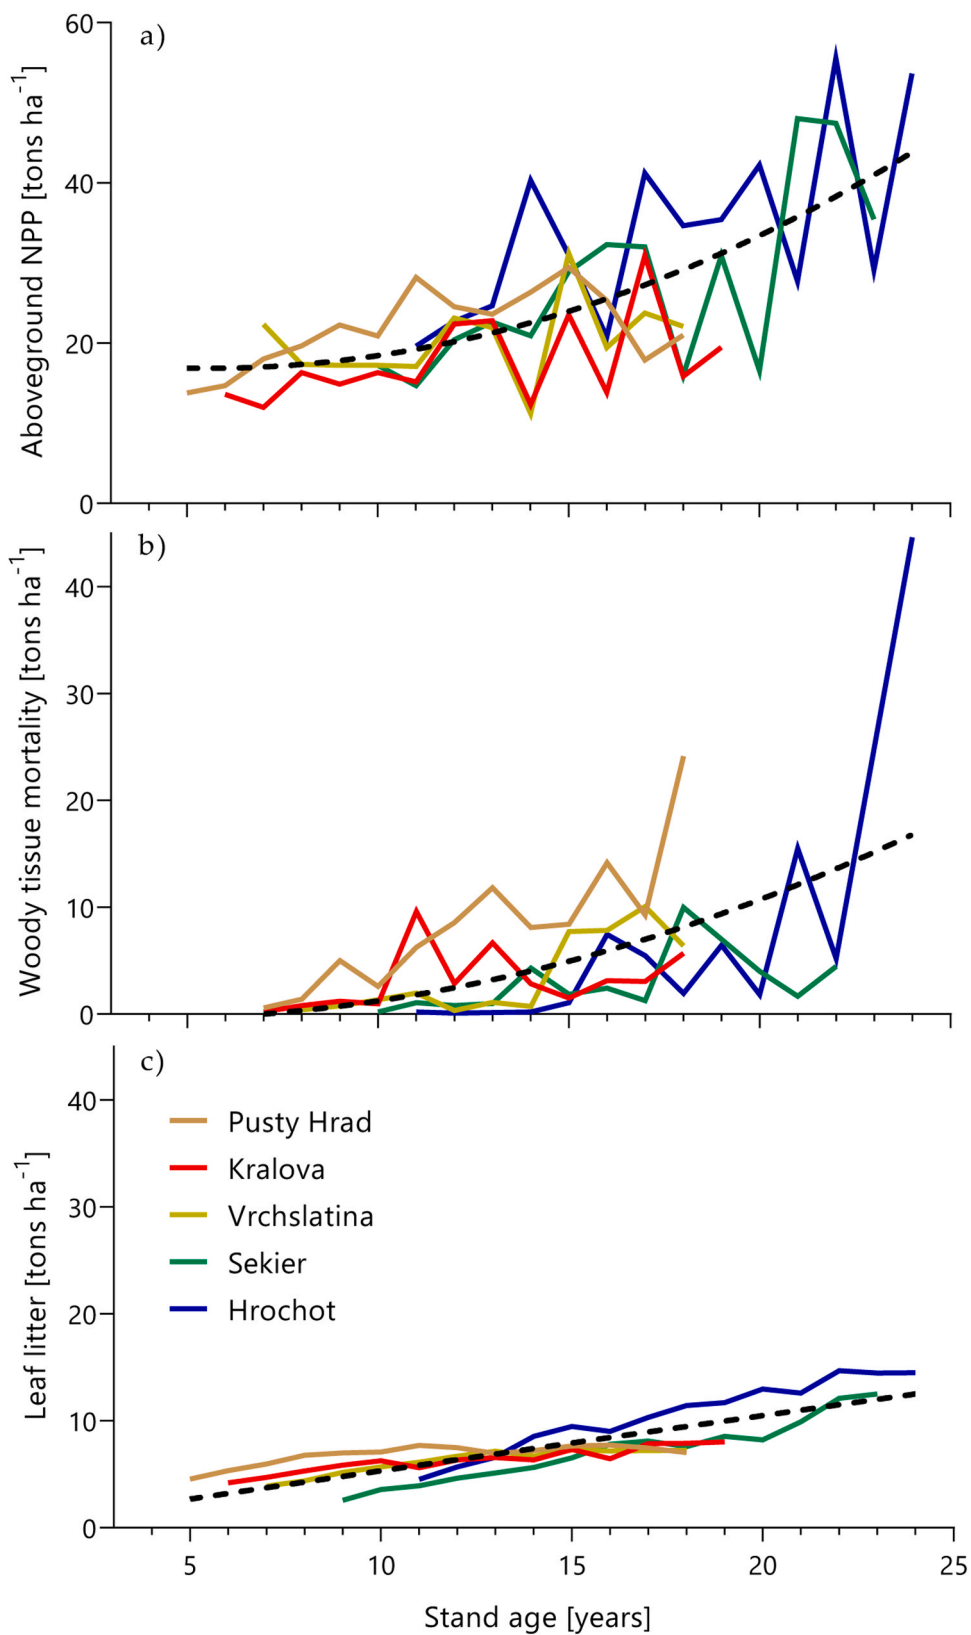 a)
Aboveground NPP [tons ha⁻¹]
60
40
20
0
b)
Woody tissue mortality [tons ha⁻¹]
40
30
20
10
0
c)
Leaf litter [tons ha⁻¹]
40
30
20
10
0
Pusty Hrad
Kralova
Vrchslatina
Sekier
Hrochot
5 10 15 20 25
Stand age [years]